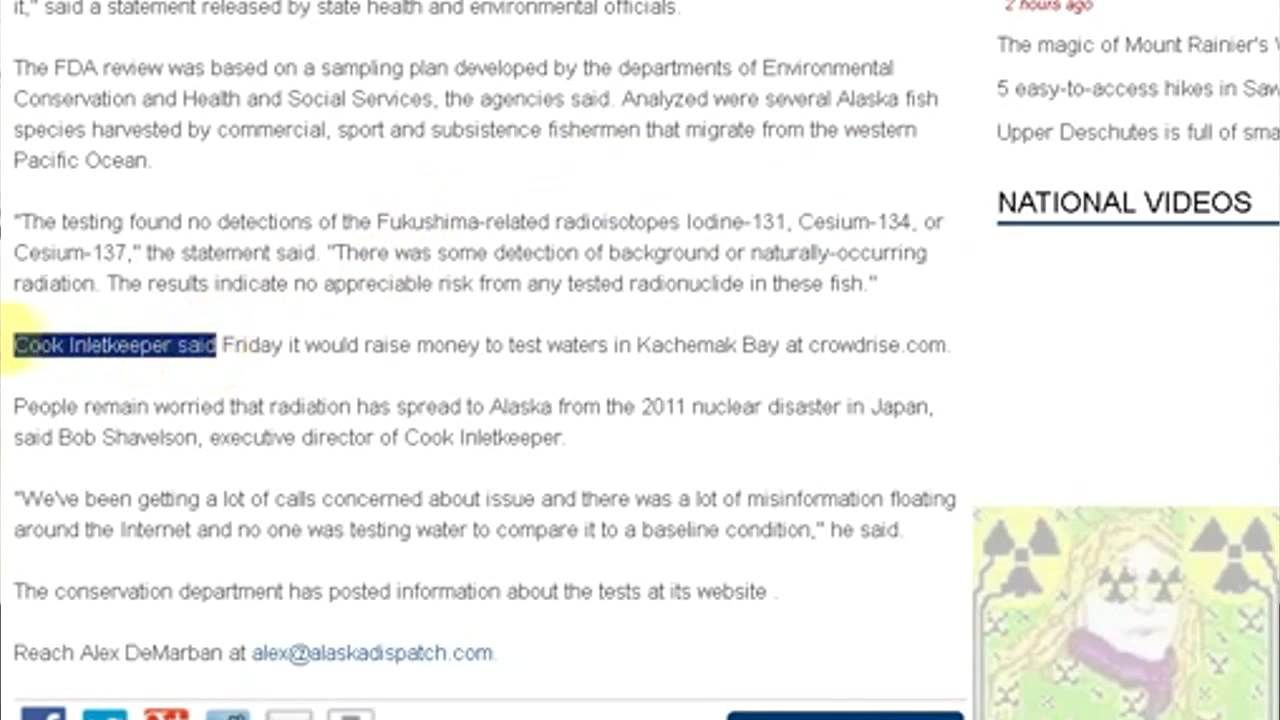 it," said a statement released by state health and environmental officials.
The FDA review was based on a sampling plan developed by the departments of Environmental
Conservation and Health and Social Services, the agencies said. Analyzed were several Alaska fish
species harvested by commercial, sport and subsistence fishermen that migrate from the western
Pacific Ocean.
"The testing found no detections of the Fukushima-related radioisotopes Iodine-131, Cesium-134, or
Cesium-137," the statement said. "There was some detection of background or naturally-occurring
radiation. The results indicate no appreciable risk from any tested radionuclide in these fish."
Cook Inletkeeper said Friday it would raise money to test waters in Kachemak Bay at crowdrise.com.
People remain worried that radiation has spread to Alaska from the 2011 nuclear disaster in Japan,
said Bob Shavelson, executive director of Cook Inletkeeper.
"We've been getting a lot of calls concerned about issue and there was a lot of misinformation floating
around the Internet and no one was testing water to compare it to a baseline condition," he said.
The conservation department has posted information about the tests at its website .
Reach Alex DeMarban at alex@alaskadispatch.com.
2 hours ago
The magic of Mount Rainier's
5 easy-to-access hikes in Saw
Upper Deschutes is full of sma
NATIONAL VIDEOS